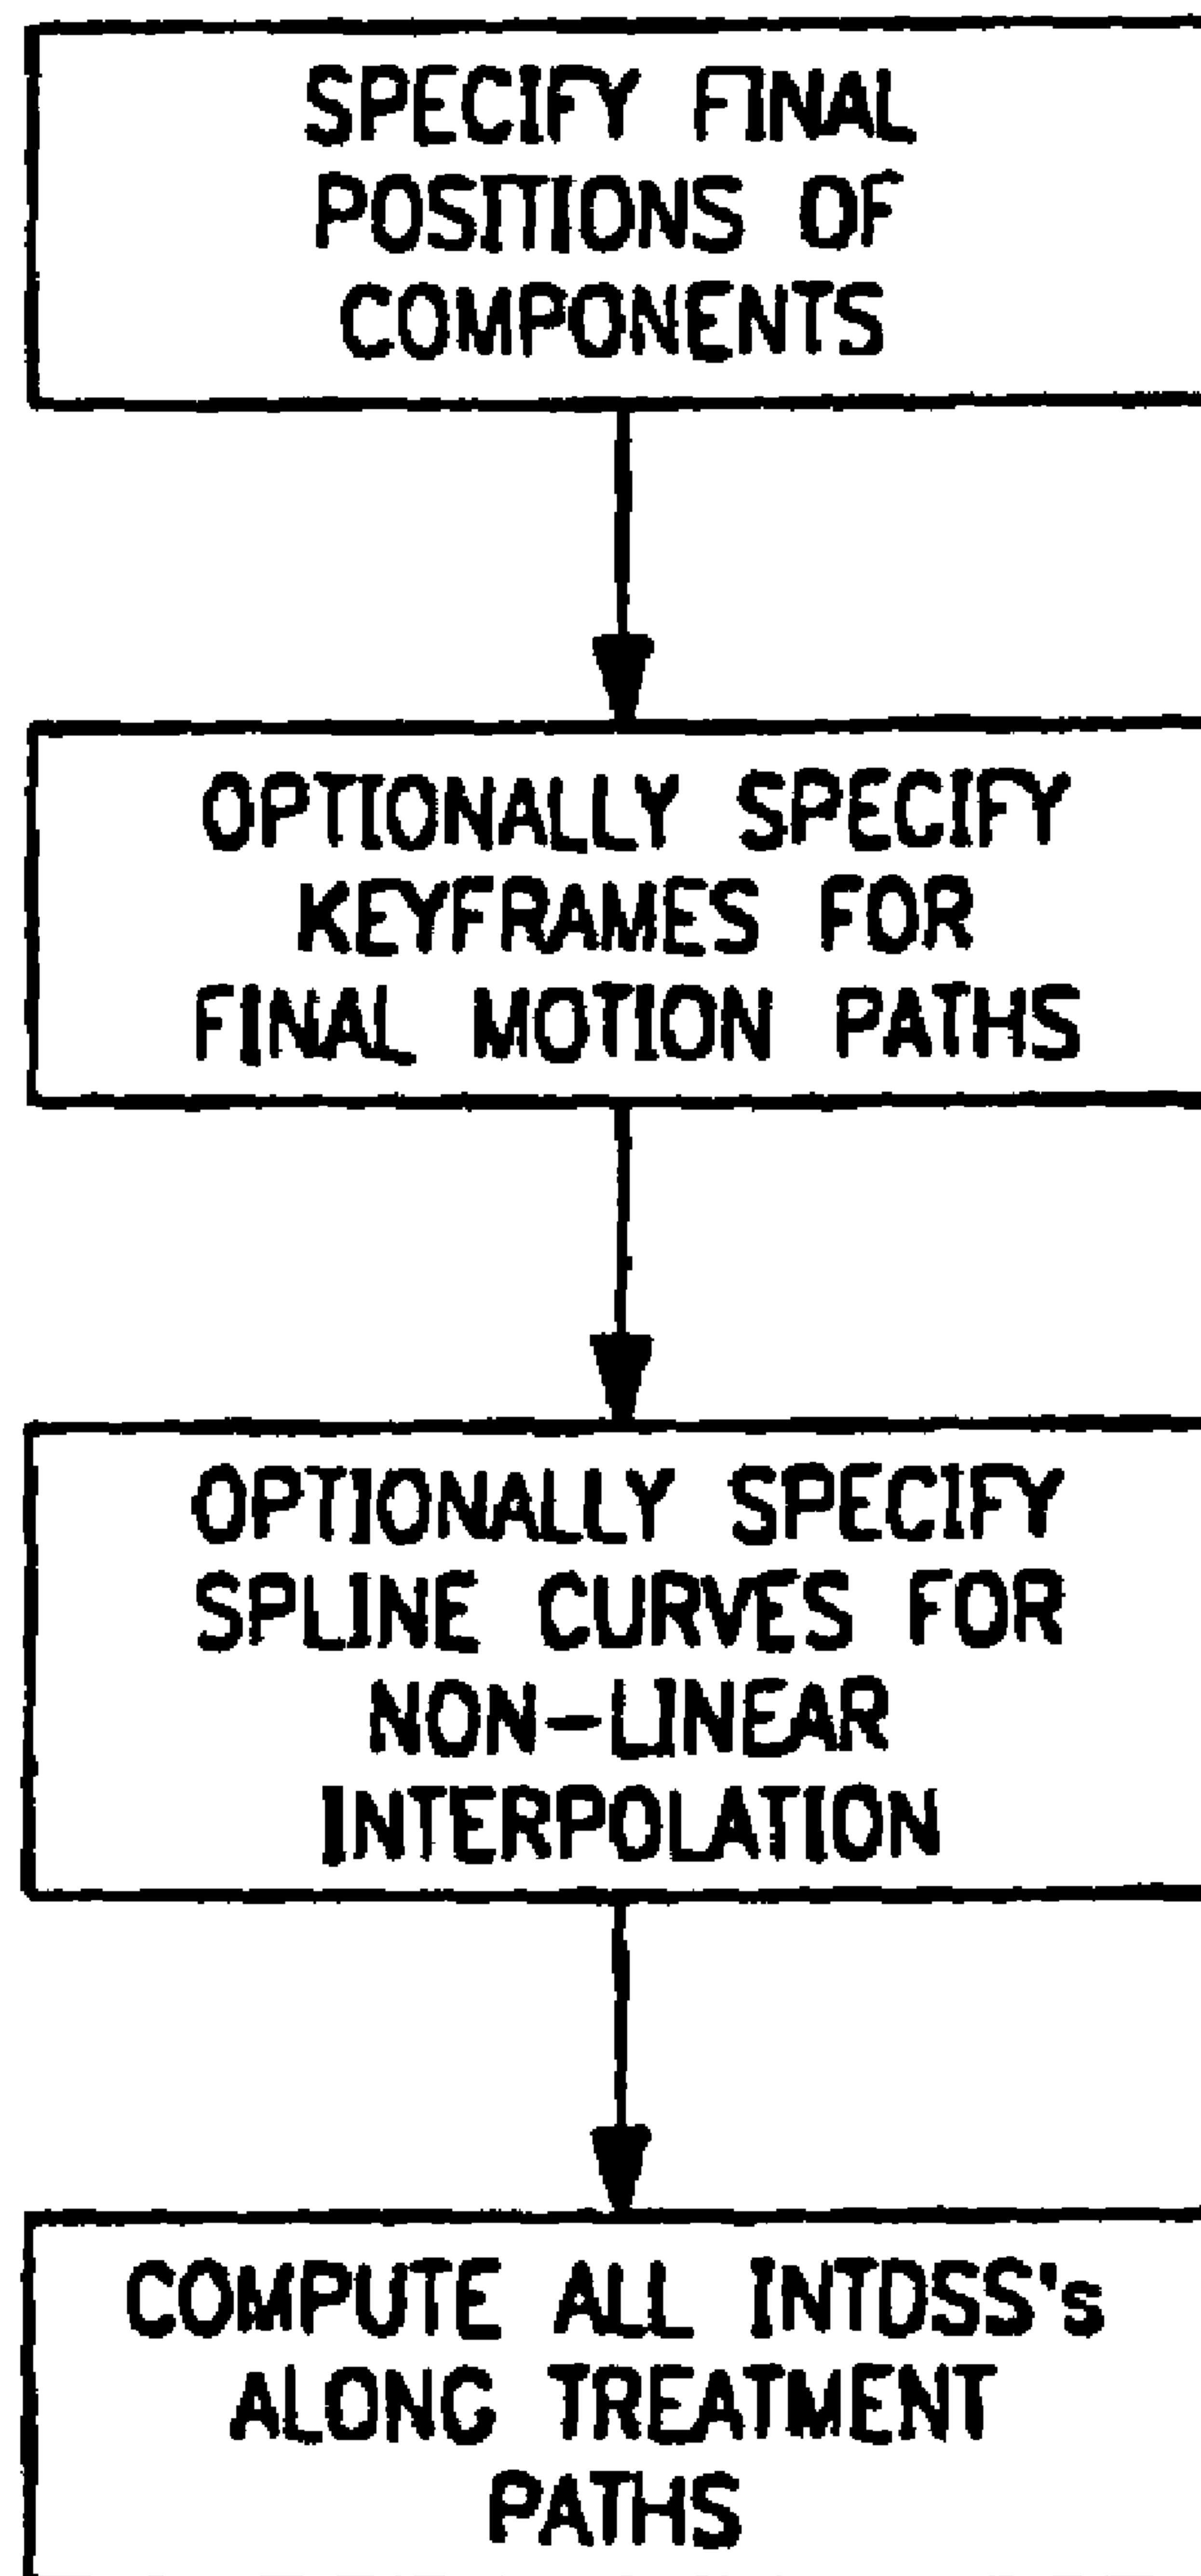 SPECIFY FINAL
POSITIONS OF
COMPONENTS
OPTIONALLY SPECIFY
KEYFRAMES FOR
FINAL MOTION PATHS
OPTIONALLY SPECIFY
SPLINE CURVES FOR
NON-LINEAR
INTERPOLATION
COMPUTE ALL INTDSS's
ALONG TREATMENT
PATHS